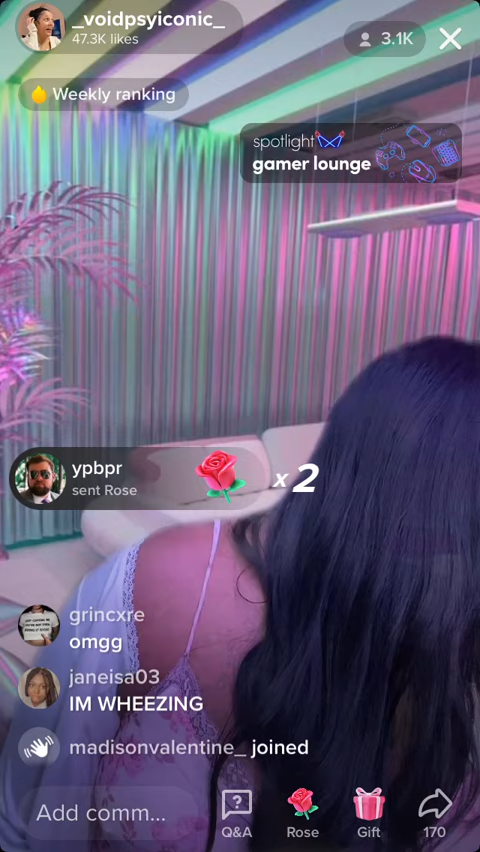 _voidpsyiconic_
47.3K likes
3.1K
Weekly ranking
spotlight
gamer lounge
ypbpr
sent Rose
x 2
grincxre
omgg
janeisa03
IM WHEEZING
madisonvalentine_ joined
Add comm...
Q&A
Rose
Gift
170